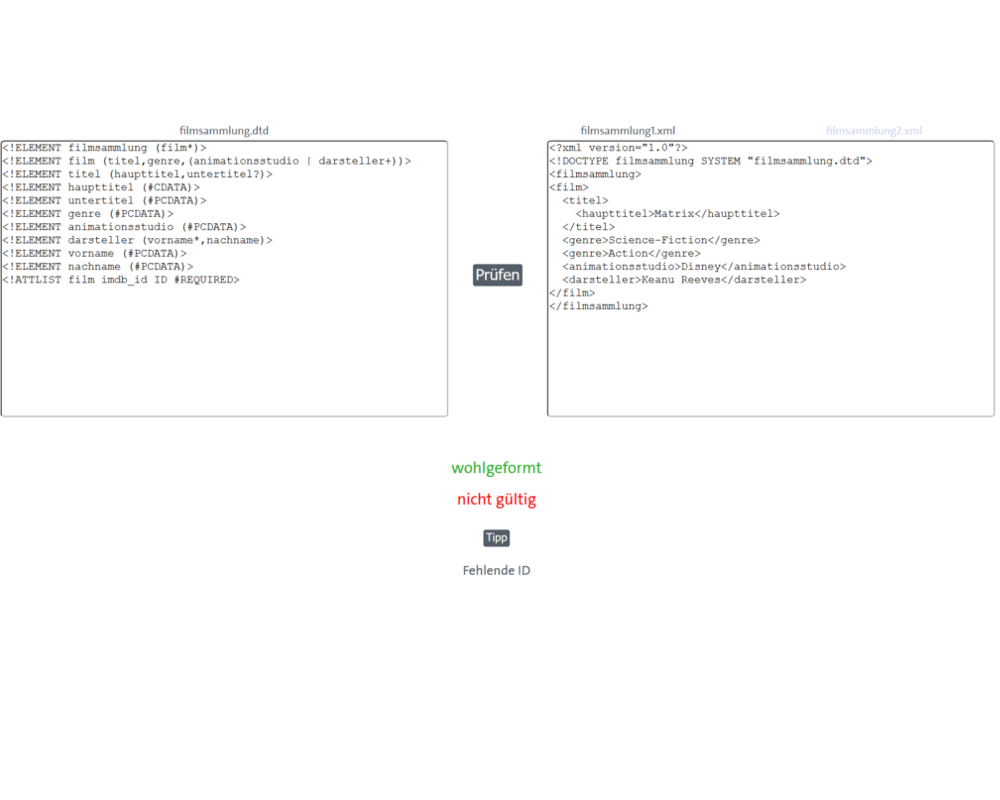 filmsammlung.dtd
<!ELEMENT filmsammlung (film*)>
<!ELEMENT film (titel,genre,(animationsstudio | darsteller+))>
<!ELEMENT titel (haupttitel,untertitel?)>
<!ELEMENT haupttitel (#CDATA)>
<!ELEMENT untertitel (#PCDATA)>
<!ELEMENT genre (#PCDATA)>
<!ELEMENT animationsstudio (#PCDATA)>
<!ELEMENT darsteller (vorname*,nachname)>
<!ELEMENT vorname (#PCDATA)>
<!ELEMENT nachname (#PCDATA)>
<!ATTLIST film imdb_id ID #REQUIRED>
Prüfen
filmsammlung1.xml
filmsammlung2.xml
<?xml version="1.0"?>
<!DOCTYPE filmsammlung SYSTEM "filmsammlung.dtd">
<filmsammlung>
<film>
<titel>
<haupttitel>Matrix</haupttitel>
</titel>
<genre>Science-Fiction</genre>
<genre>Action</genre>
<animationsstudio>Disney</animationsstudio>
<darsteller>Keanu Reeves</darsteller>
</film>
</filmsammlung>
wohlgeformt
nicht gültig
Tipp
Fehlende ID